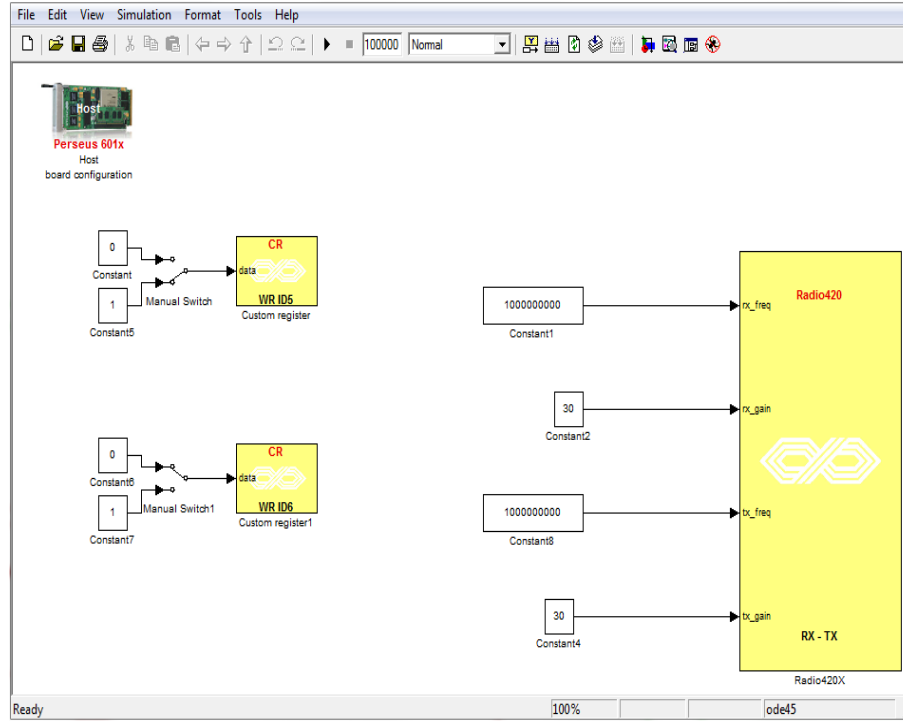 File Edit View Simulation Format Tools Help
100000 Normal
Host
Perseus 601x
Host
board configuration
0
Constant
1
Constant5
Manual Switch
CR
data
WR ID5
Custom register
0
Constant6
1
Constant7
Manual Switch1
CR
data
WR ID6
Custom register1
1000000000
Constant1
30
Constant2
1000000000
Constant8
30
Constant4
Radio420
rx_freq
rx_gain
tx_freq
tx_gain
RX - TX
Radio420X
Ready 100% ode45